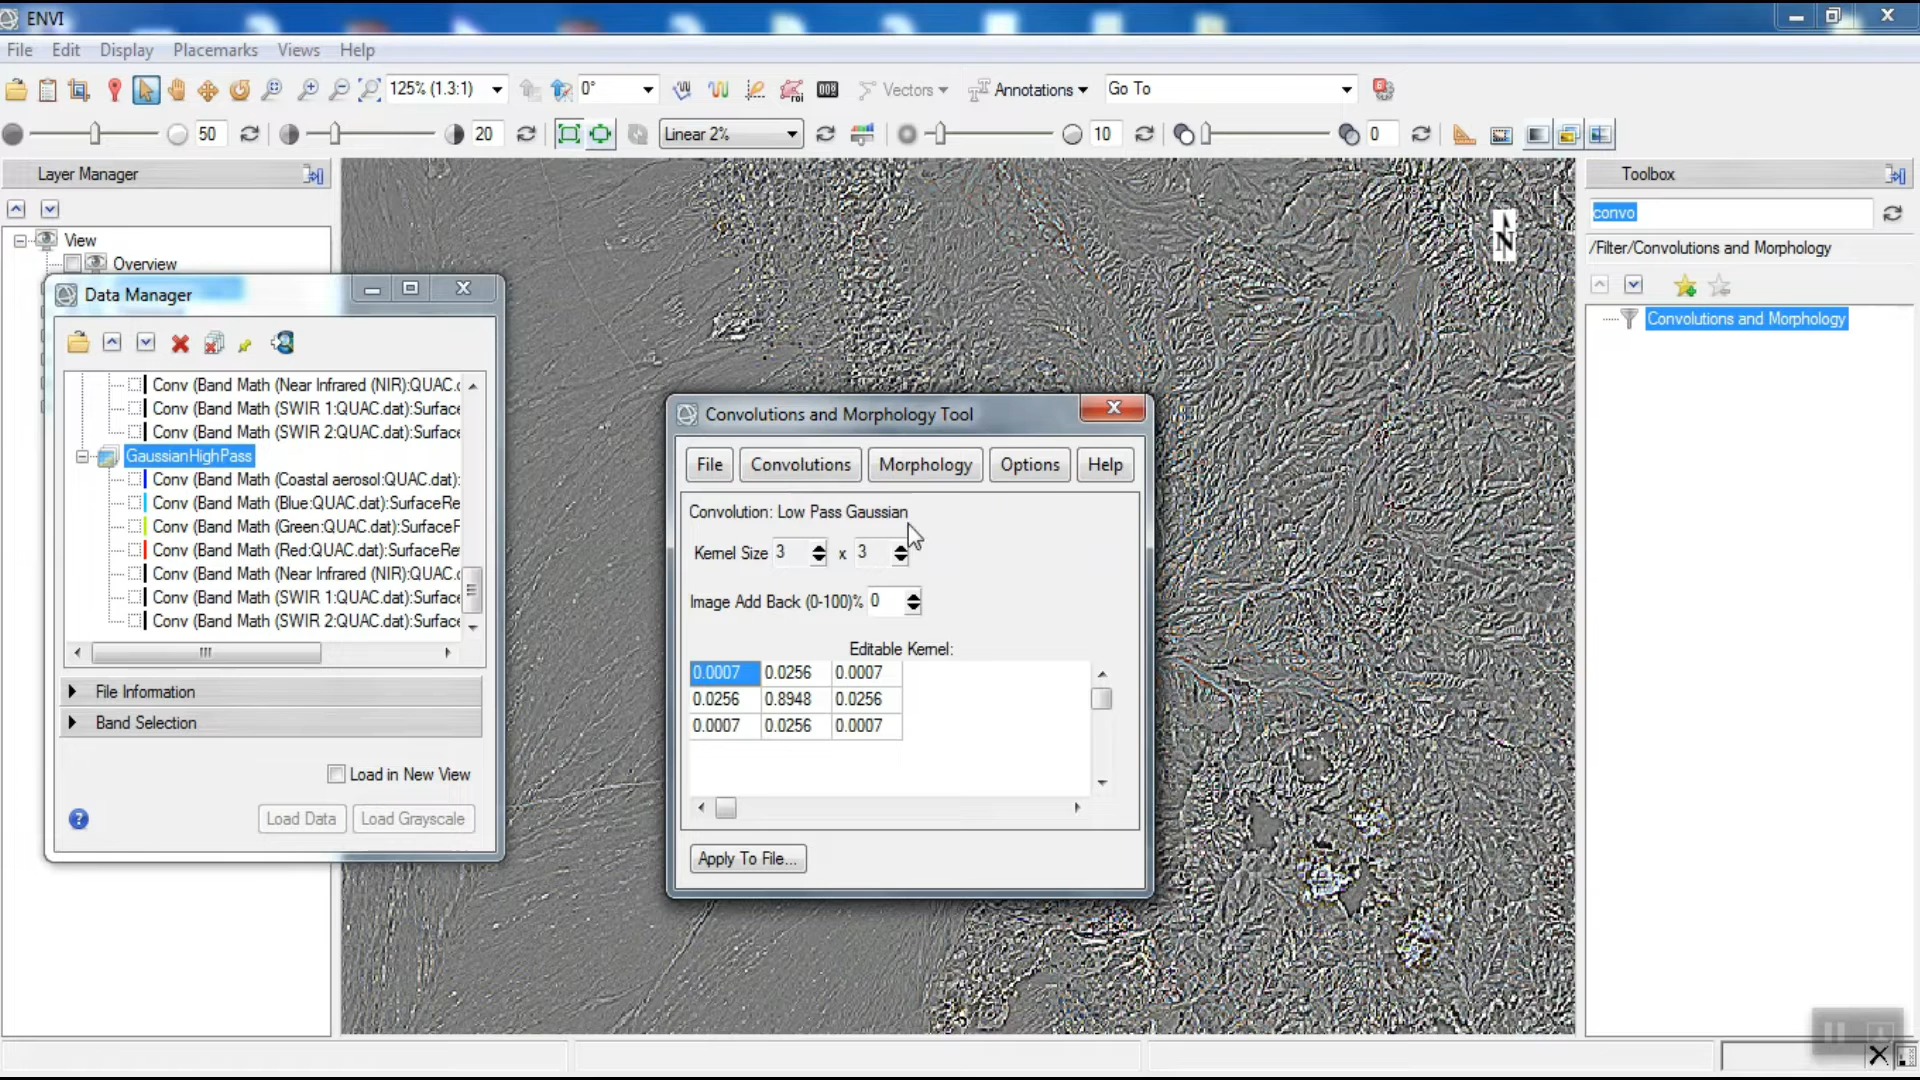 ENVI
File Edit Display Placemarks Views Help
125% (1.3:1) 0° roi Vectors Annotations Go To
50 20 Linear 2% 10 0
Layer Manager
View
Overview
Data Manager
Conv (Band Math (Near Infrared (NIR):QUAC.
Conv (Band Math (SWIR 1:QUAC.dat):Surface
Conv (Band Math (SWIR 2:QUAC.dat):Surface
GaussianHighPass
Conv (Band Math (Coastal aerosol:QUAC.dat):
Conv (Band Math (Blue:QUAC.dat):SurfaceRe
Conv (Band Math (Green:QUAC.dat):SurfaceF
Conv (Band Math (Red:QUAC.dat):SurfaceRe
Conv (Band Math (Near Infrared (NIR):QUAC.
Conv (Band Math (SWIR 1:QUAC.dat):Surface
Conv (Band Math (SWIR 2:QUAC.dat):Surface
File Information
Band Selection
Load in New View
Load Data Load Grayscale
Convolutions and Morphology Tool
File Convolutions Morphology Options Help
Convolution: Low Pass Gaussian
Kernel Size 3 x 3
Image Add Back (0-100)% 0
Editable Kernel:
0.0007 0.0256 0.0007
0.0256 0.8948 0.0256
0.0007 0.0256 0.0007
Apply To File...
N
Toolbox
convo
/Filter/Convolutions and Morphology
Convolutions and Morphology